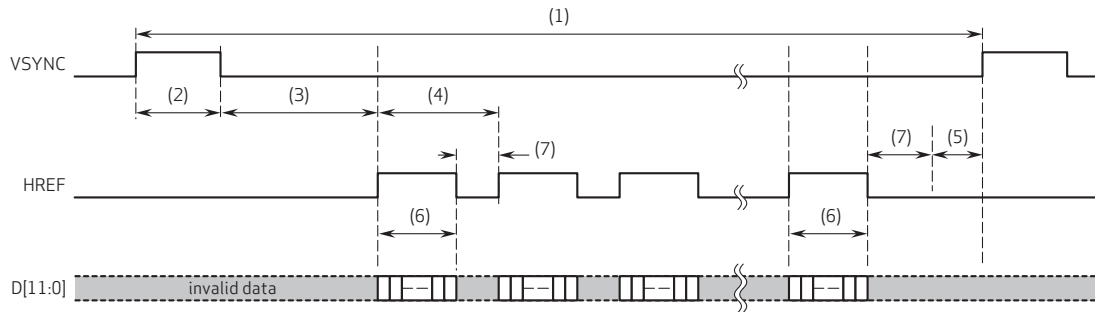 (1)
VSYNC
(2) (3) (4)
(7) (7) (5)
HREF
(6) (6)
D[11:0] invalid data